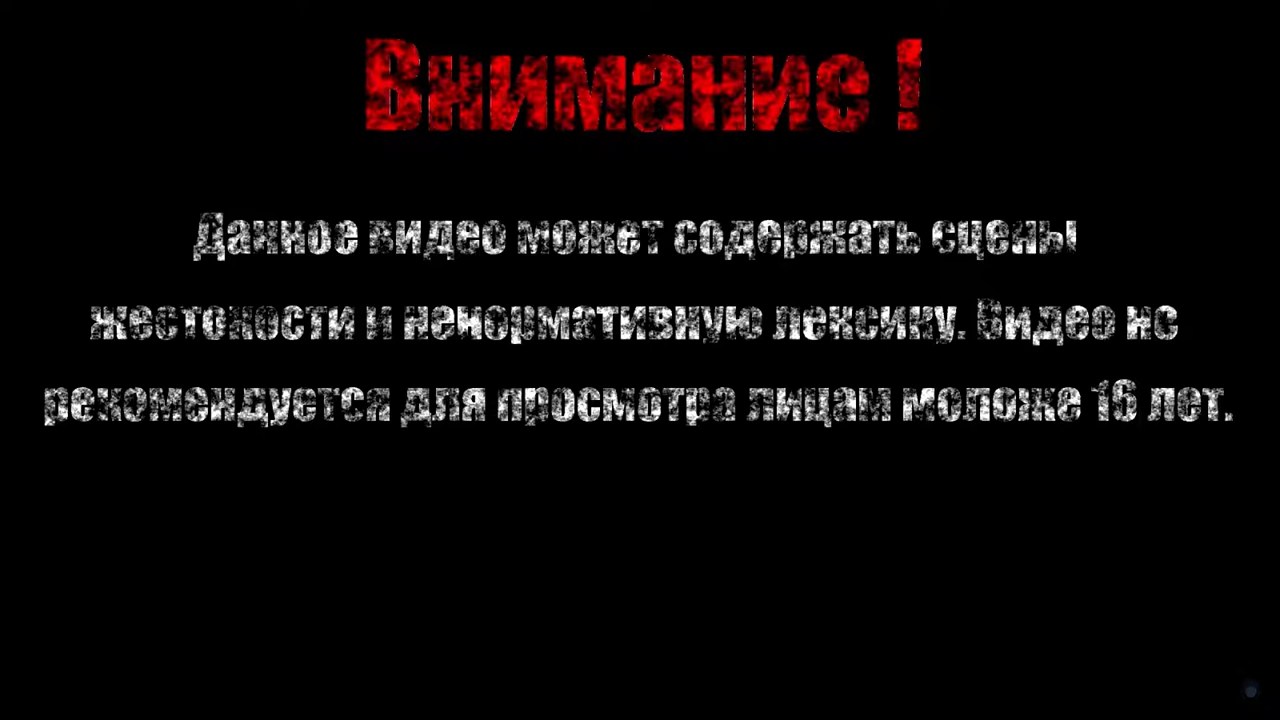 Внимание !
Данное видео может содержать сцены
жестокости и ненормативную лексику. Видео не
рекомендуется для просмотра лицам моложе 16 лет.